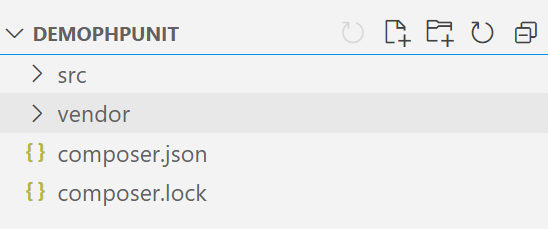 DEMOPHPUNIT
src
vendor
{} composer.json
{} composer.lock